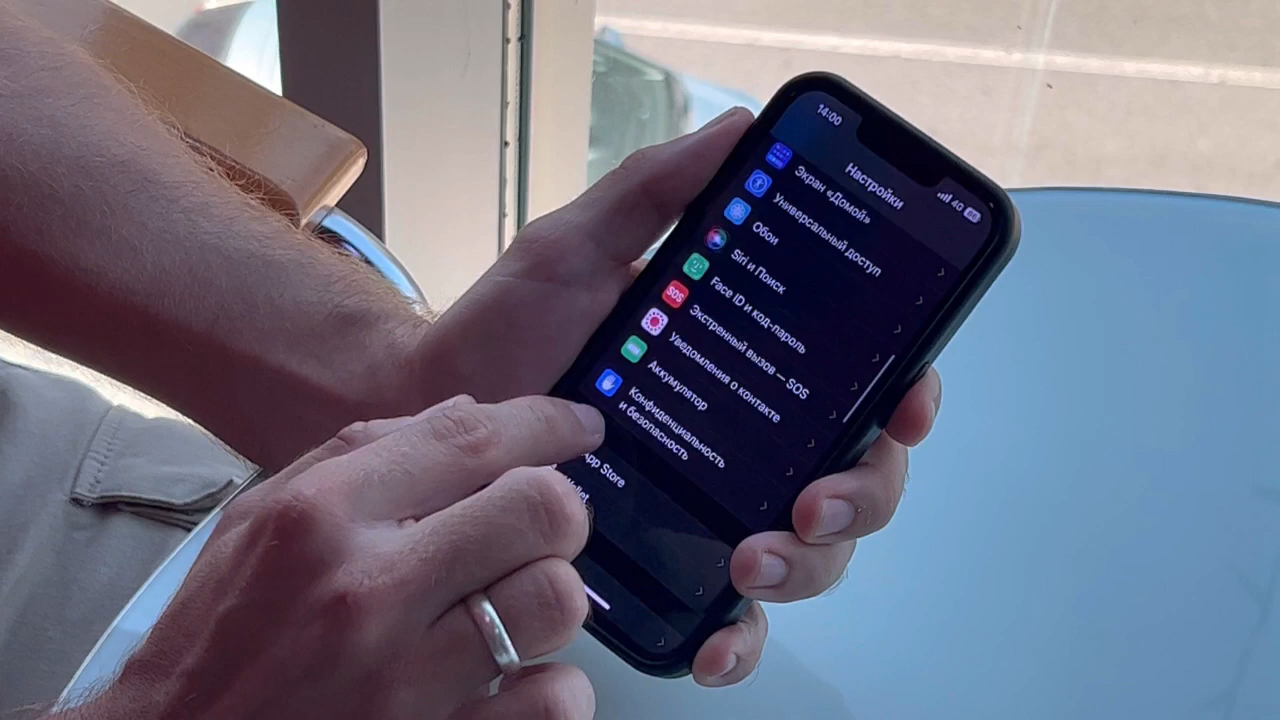 14:00
4G
Настройки
Экран «Домой»
Универсальный доступ
Обои
Siri и Поиск
Face ID и код-пароль
SOS
Экстренный вызов — SOS
Уведомления о контакте
Аккумулятор
Конфиденциальность
и безопасность
App Store